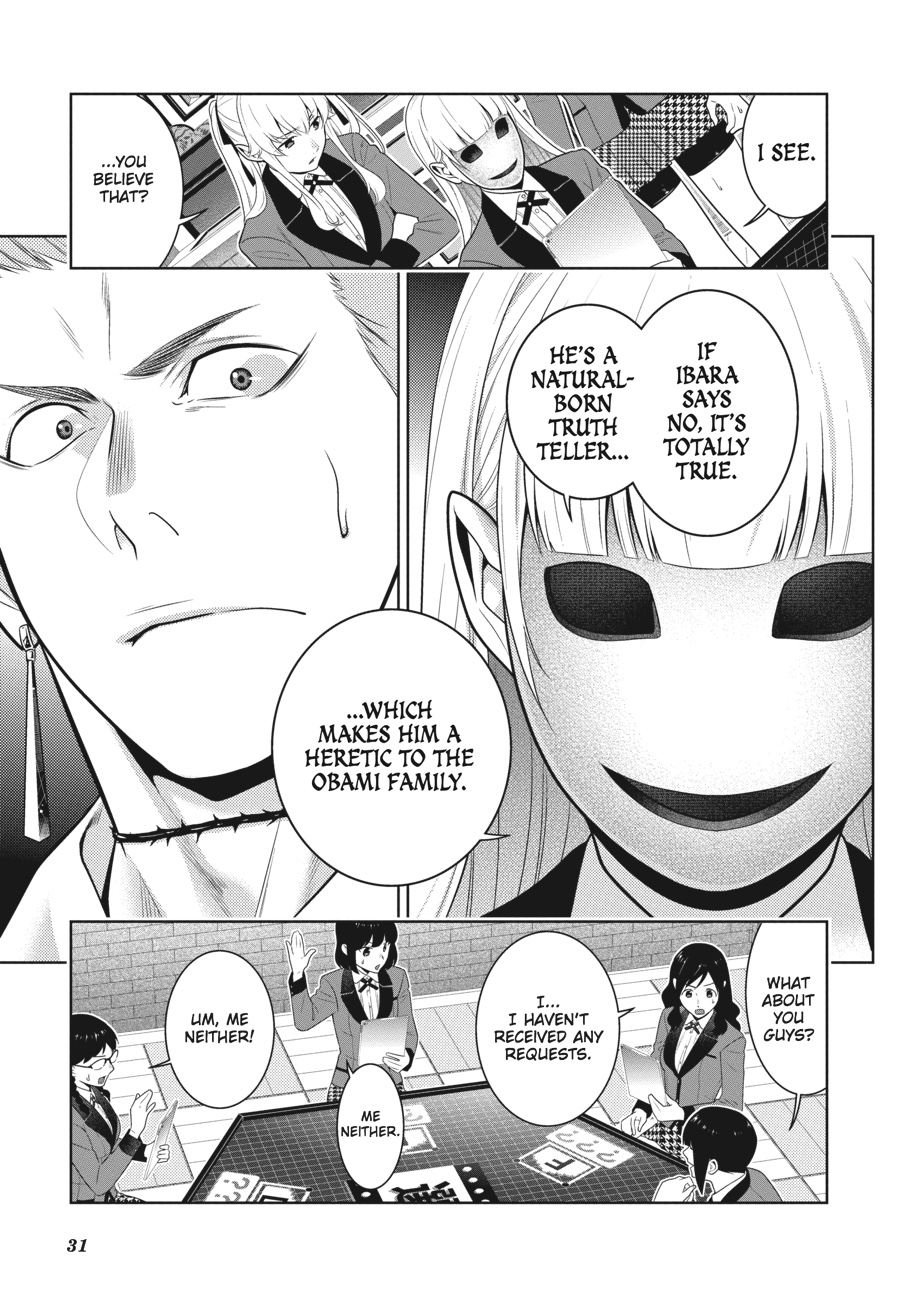 I SEE.
...YOU
BELIEVE
THAT?
IF
IBARA
SAYS
NO, IT'S
TOTALLY
TRUE.
HE'S A
NATURAL-
BORN
TRUTH
TELLER...
...WHICH
MAKES HIM A
HERETIC TO THE
OBAMI FAMILY.
WHAT
ABOUT
YOU
GUYS?
I...
I HAVEN'T
RECEIVED ANY
REQUESTS.
ME
NEITHER.
UM, ME
NEITHER!
??
???
F
??
31